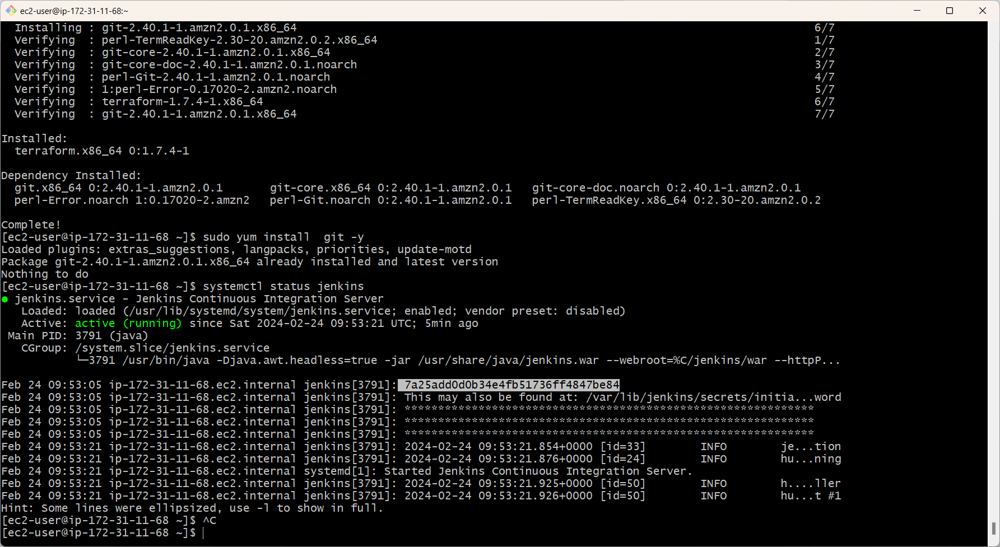 ec2-user@ip-172-31-11-68:~
Installing : git-2.40.1-1.amzn2.0.1.x86_64 6/7
Verifying : perl-TermReadKey-2.30-20.amzn2.0.2.x86_64 1/7
Verifying : git-core-2.40.1-1.amzn2.0.1.x86_64 2/7
Verifying : git-core-doc-2.40.1-1.amzn2.0.1.noarch 3/7
Verifying : perl-Git-2.40.1-1.amzn2.0.1.noarch 4/7
Verifying : 1:perl-Error-0.17020-2.amzn2.noarch 5/7
Verifying : terraform-1.7.4-1.x86_64 6/7
Verifying : git-2.40.1-1.amzn2.0.1.x86_64 7/7
Installed:
terraform.x86_64 0:1.7.4-1
Dependency Installed:
git.x86_64 0:2.40.1-1.amzn2.0.1 git-core.x86_64 0:2.40.1-1.amzn2.0.1 git-core-doc.noarch 0:2.40.1-1.amzn2.0.1
perl-Error.noarch 1:0.17020-2.amzn2 perl-Git.noarch 0:2.40.1-1.amzn2.0.1 perl-TermReadKey.x86_64 0:2.30-20.amzn2.0.2
Complete!
[ec2-user@ip-172-31-11-68 ~]$ sudo yum install  git -y
Loaded plugins: extras_suggestions, langpacks, priorities, update-motd
Package git-2.40.1-1.amzn2.0.1.x86_64 already installed and latest version
Nothing to do
[ec2-user@ip-172-31-11-68 ~]$ systemctl status jenkins
● jenkins.service - Jenkins Continuous Integration Server
Loaded: loaded (/usr/lib/systemd/system/jenkins.service; enabled; vendor preset: disabled)
Active: active (running) since Sat 2024-02-24 09:53:21 UTC; 5min ago
Main PID: 3791 (java)
CGroup: /system.slice/jenkins.service
└─3791 /usr/bin/java -Djava.awt.headless=true -jar /usr/share/java/jenkins.war --webroot=%C/jenkins/war --httpP...
Feb 24 09:53:05 ip-172-31-11-68.ec2.internal jenkins[3791]: 7a25add0d0b34e4fb51736ff4847be84
Feb 24 09:53:05 ip-172-31-11-68.ec2.internal jenkins[3791]: This may also be found at: /var/lib/jenkins/secrets/initia...word
Feb 24 09:53:05 ip-172-31-11-68.ec2.internal jenkins[3791]: *************************************************************
Feb 24 09:53:05 ip-172-31-11-68.ec2.internal jenkins[3791]: *************************************************************
Feb 24 09:53:05 ip-172-31-11-68.ec2.internal jenkins[3791]: *************************************************************
Feb 24 09:53:21 ip-172-31-11-68.ec2.internal jenkins[3791]: 2024-02-24 09:53:21.854+0000 [id=33] INFO je...tion
Feb 24 09:53:21 ip-172-31-11-68.ec2.internal jenkins[3791]: 2024-02-24 09:53:21.876+0000 [id=24] INFO hu...ning
Feb 24 09:53:21 ip-172-31-11-68.ec2.internal systemd[1]: Started Jenkins Continuous Integration Server.
Feb 24 09:53:21 ip-172-31-11-68.ec2.internal jenkins[3791]: 2024-02-24 09:53:21.925+0000 [id=50] INFO h....ller
Feb 24 09:53:21 ip-172-31-11-68.ec2.internal jenkins[3791]: 2024-02-24 09:53:21.926+0000 [id=50] INFO hu...t #1
Hint: Some lines were ellipsized, use -l to show in full.
[ec2-user@ip-172-31-11-68 ~]$ ^C
[ec2-user@ip-172-31-11-68 ~]$